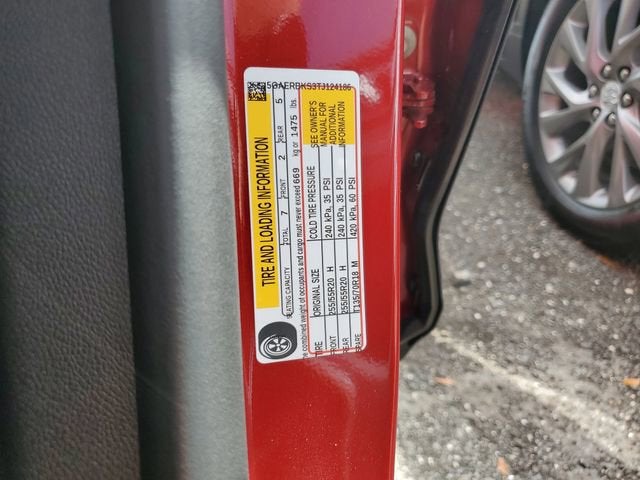 5GAERBKS3TJ124186
TIRE AND LOADING INFORMATION
SEATING CAPACITY TOTAL 7 FRONT 2 REAR 5
The combined weight of occupants and cargo must never exceed 669 kg or 1475 lbs.
TIRE ORIGINAL SIZE COLD TIRE PRESSURE
FRONT 255/55R20 H 240 kPa, 35 PSI
REAR 255/55R20 H 240 kPa, 35 PSI
SPARE T135/70R18 M 420 kPa, 60 PSI
SEE OWNER'S
MANUAL FOR
ADDITIONAL
INFORMATION